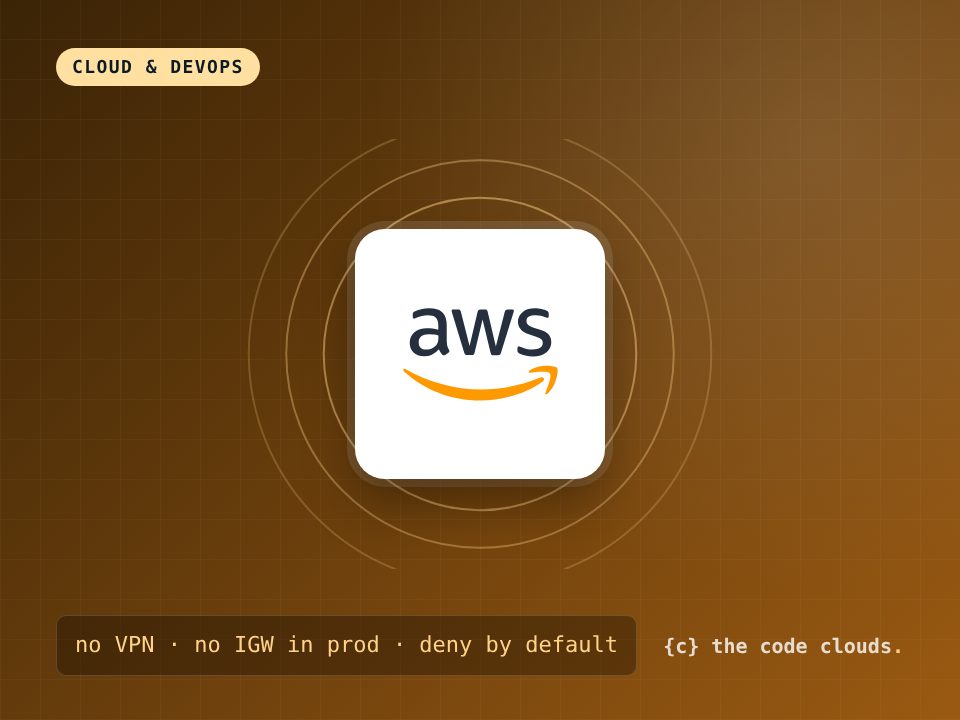 CLOUD & DEVOPS
aws
no VPN · no IGW in prod · deny by default
{c} the code clouds.